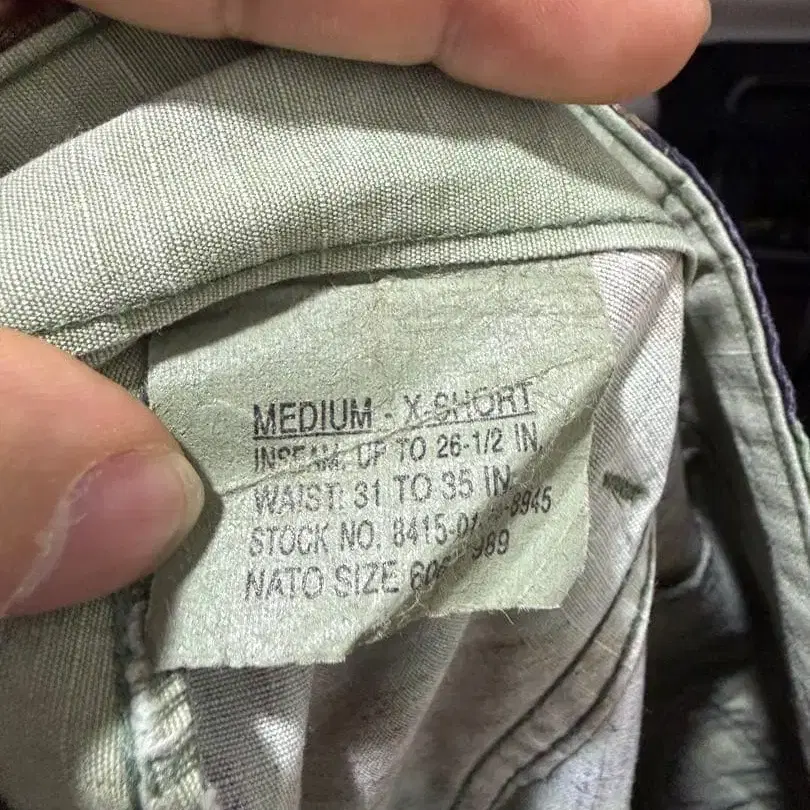 MEDIUM - X-SHORT
INSEAM: UP TO 26-1/2 IN.
WAIST: 31 TO 35 IN.
STOCK NO. 8415-01 -8945
NATO SIZE 989